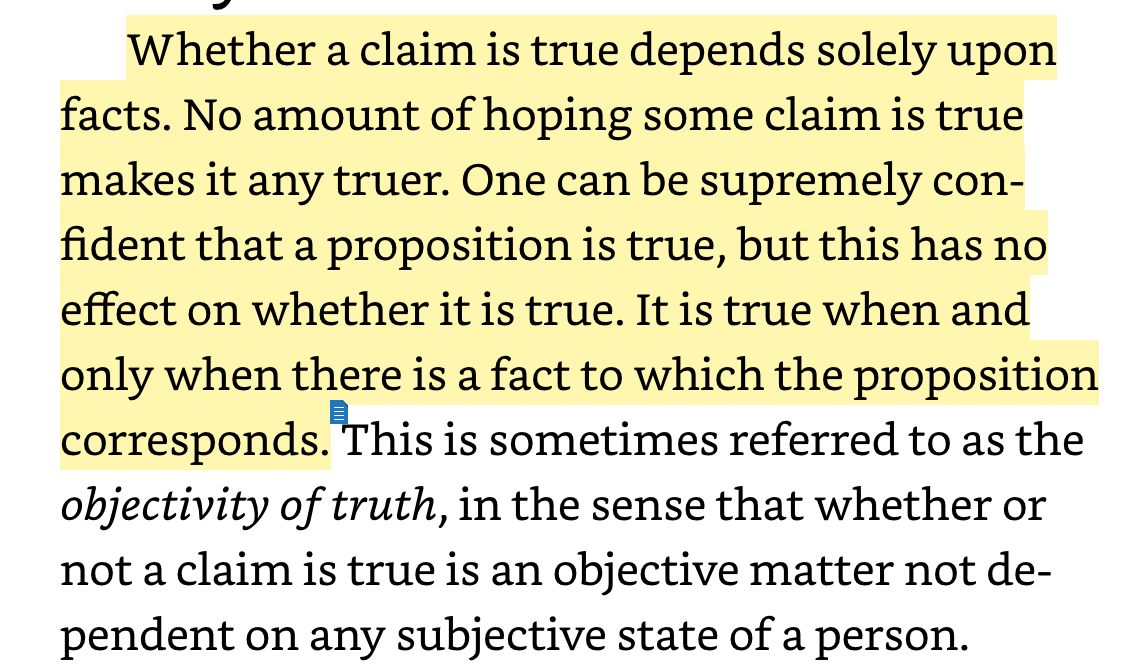 Whether a claim is true depends solely upon
facts. No amount of hoping some claim is true
makes it any truer. One can be supremely con-
fident that a proposition is true, but this has no
effect on whether it is true. It is true when and
only when there is a fact to which the proposition
corresponds. This is sometimes referred to as the
objectivity of truth, in the sense that whether or
not a claim is true is an objective matter not de-
pendent on any subjective state of a person.